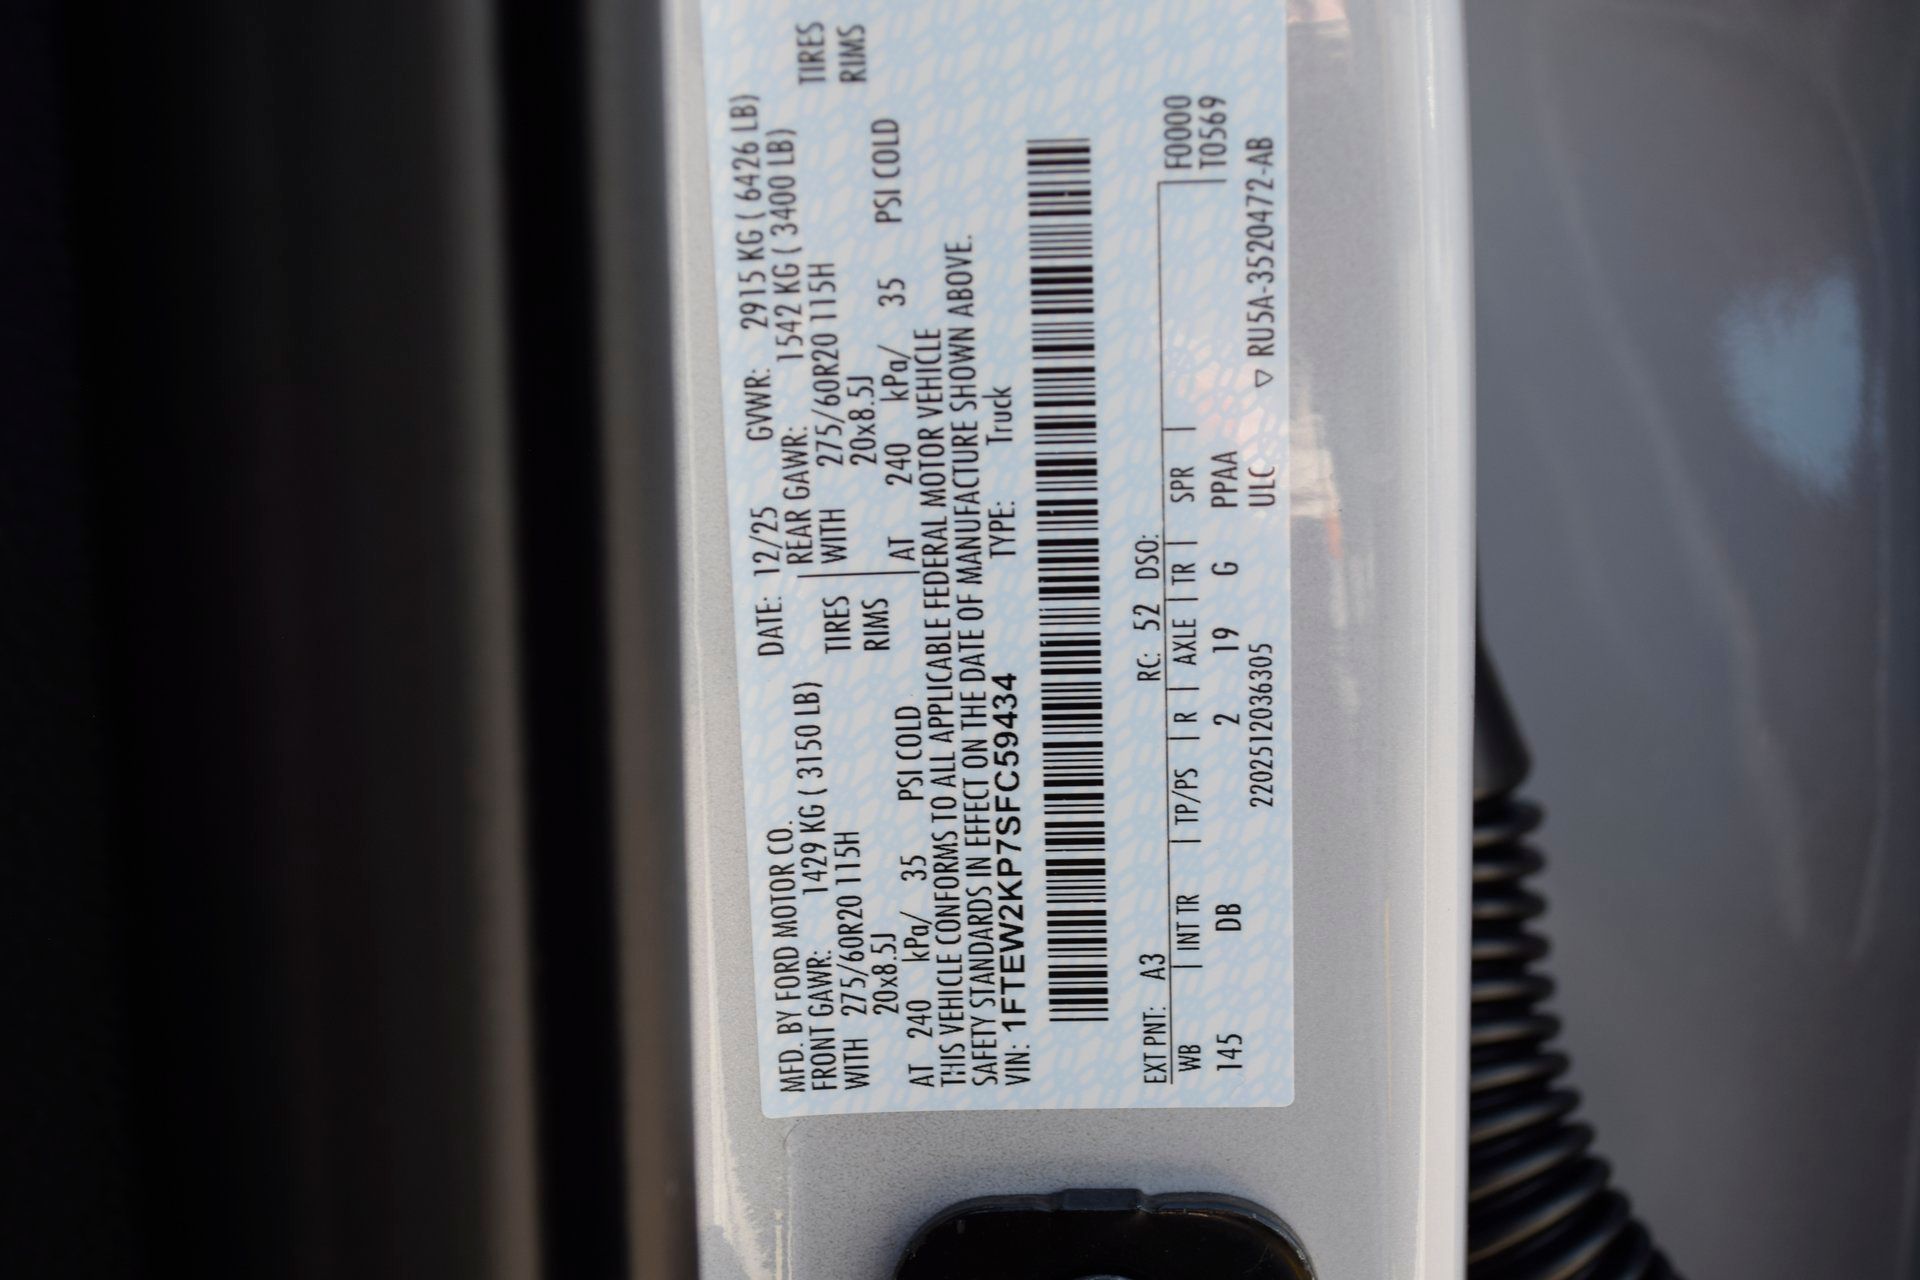 MFD. BY FORD MOTOR CO. DATE: 12/25 GVWR: 2915 KG ( 6426 LB)
FRONT GAWR: 1429 KG ( 3150 LB) REAR GAWR: 1542 KG ( 3400 LB)
WITH 275/60R20 115H TIRES WITH 275/60R20 115H TIRES
20x8.5J RIMS 20x8.5J RIMS
AT 240 kPa/ 35 PSI COLD AT 240 kPa/ 35 PSI COLD
THIS VEHICLE CONFORMS TO ALL APPLICABLE FEDERAL MOTOR VEHICLE
SAFETY STANDARDS IN EFFECT ON THE DATE OF MANUFACTURE SHOWN ABOVE.
VIN: 1FTEW2KP7SFC59434 TYPE: Truck
EXT PNT: A3 RC: 52 DSO: F0000
WB INT TR TP/PS R AXLE TR SPR T0569
145 DB 2 19 G PPAA
2202512036305 ULC ▽ RU5A-3520472-AB